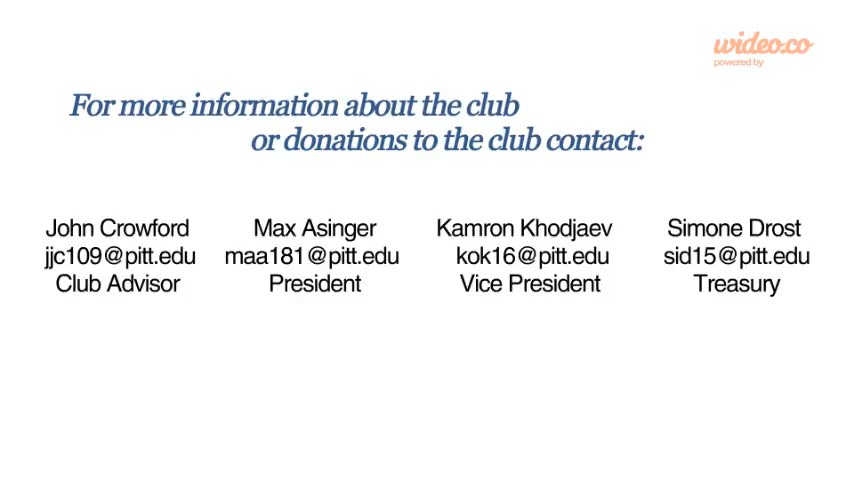 wideo.co
powered by
For more information about the club
or donations to the club contact:
John Crowford Max Asinger Kamron Khodjaev Simone Drost
jjc109@pitt.edu maa181@pitt.edu kok16@pitt.edu sid15@pitt.edu
Club Advisor President Vice President Treasury